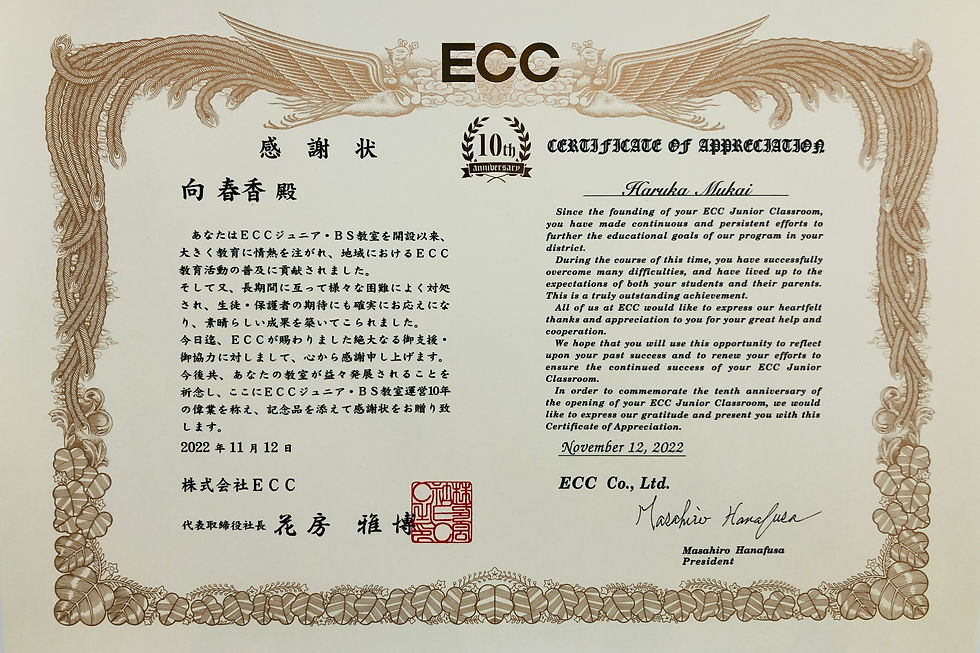 ECC
10th
anniversary
感謝状
向 春香 殿
あなたはECCジュニア・BS教室を開設以来、
大きく教育に情熱を注がれ、地域におけるECC
教育活動の普及に貢献されました。
そして又、長期間に亙って様々な困難によく対処
され、生徒・保護者の期待にも確実にお応えにな
り、素晴らしい成果を築いてこられました。
今日迄、ECCが賜わりました絶大なる御支援・
御協力に対しまして、心から感謝申し上げます。
今後共、あなたの教室が益々発展されることを
祈念し、ここにECCジュニア・BS教室運営10年
の偉業を称え、記念品を添えて感謝状をお贈り致
します。
2022年11月12日
株式会社ECC
代表取締役社長 花房 雅博
CERTIFICATE OF APPRECIATION
Haruka Mukai
Since the founding of your ECC Junior Classroom,
you have made continuous and persistent efforts to
further the educational goals of our program in your
district.
During the course of this time, you have successfully
overcome many difficulties, and have lived up to the
expectations of both your students and their parents.
This is a truly outstanding achievement.
All of us at ECC would like to express our heartfelt
thanks and appreciation to you for your great help and
cooperation.
We hope that you will use this opportunity to reflect
upon your past success and to renew your efforts to
ensure the continued success of your ECC Junior
Classroom.
In order to commemorate the tenth anniversary of
the opening of your ECC Junior Classroom, we would
like to express our gratitude and present you with this
Certificate of Appreciation.
November 12, 2022
ECC Co., Ltd.
Masahiro Hanafusa
Masahiro Hanafusa
President